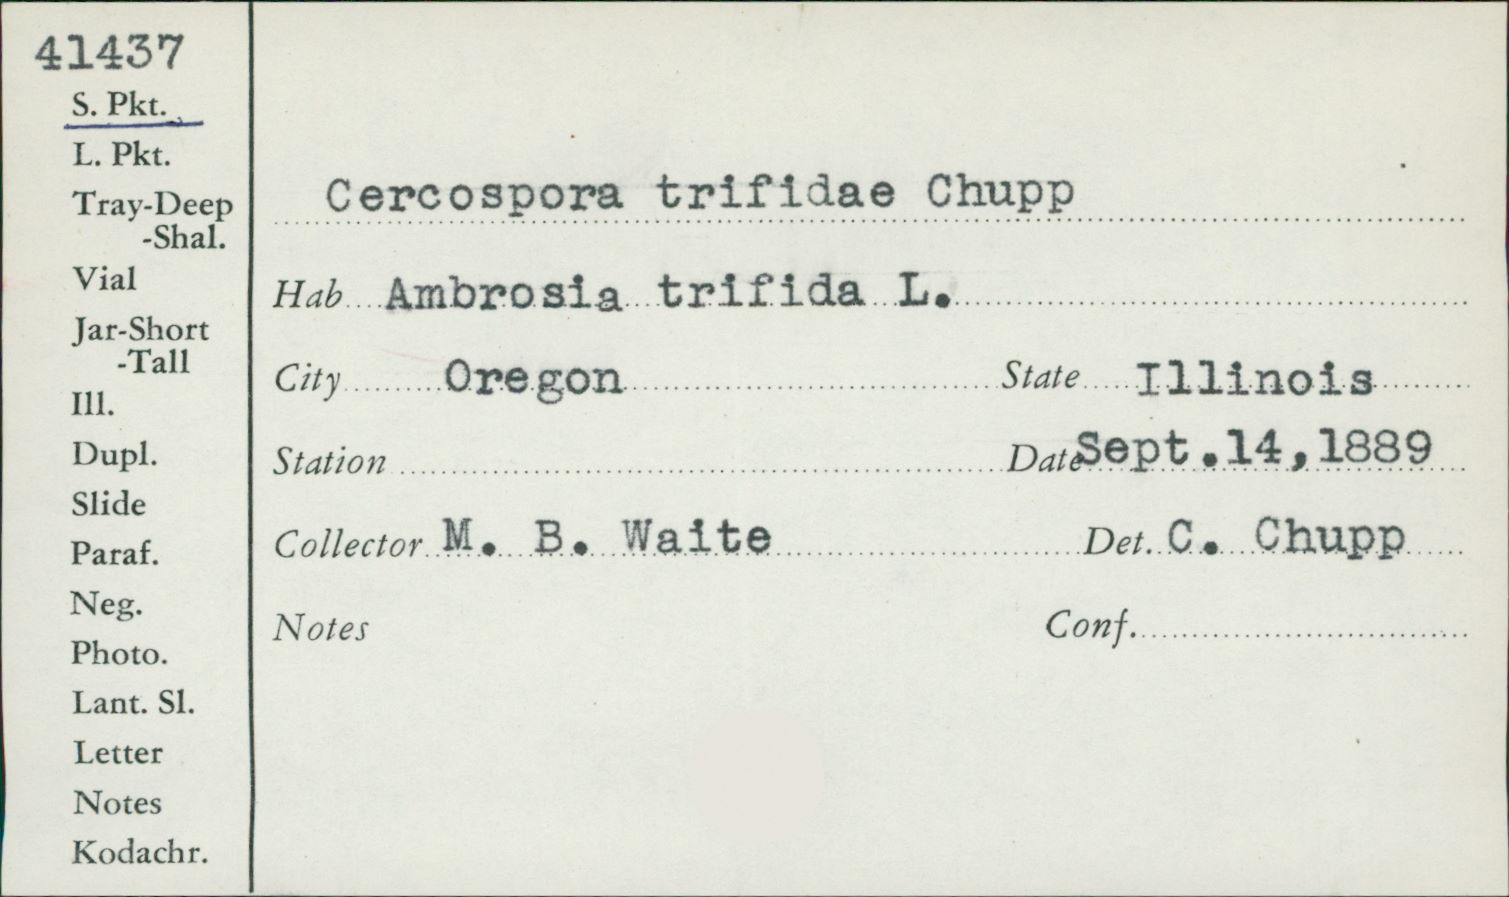 41437
S. Pkt.
L. Pkt.
Tray-Deep
-Shal.
Vial
Jar-Short
-Tall
Ill.
Dupl.
Slide
Paraf.
Neg.
Photo.
Lant. Sl.
Letter
Notes
Kodachr.
Cercospora trifidae Chupp
Hab Ambrosia trifida L.
City Oregon State Illinois
Station Date Sept.14,1889
Collector M. B. Waite Det. C. Chupp
Notes Conf.